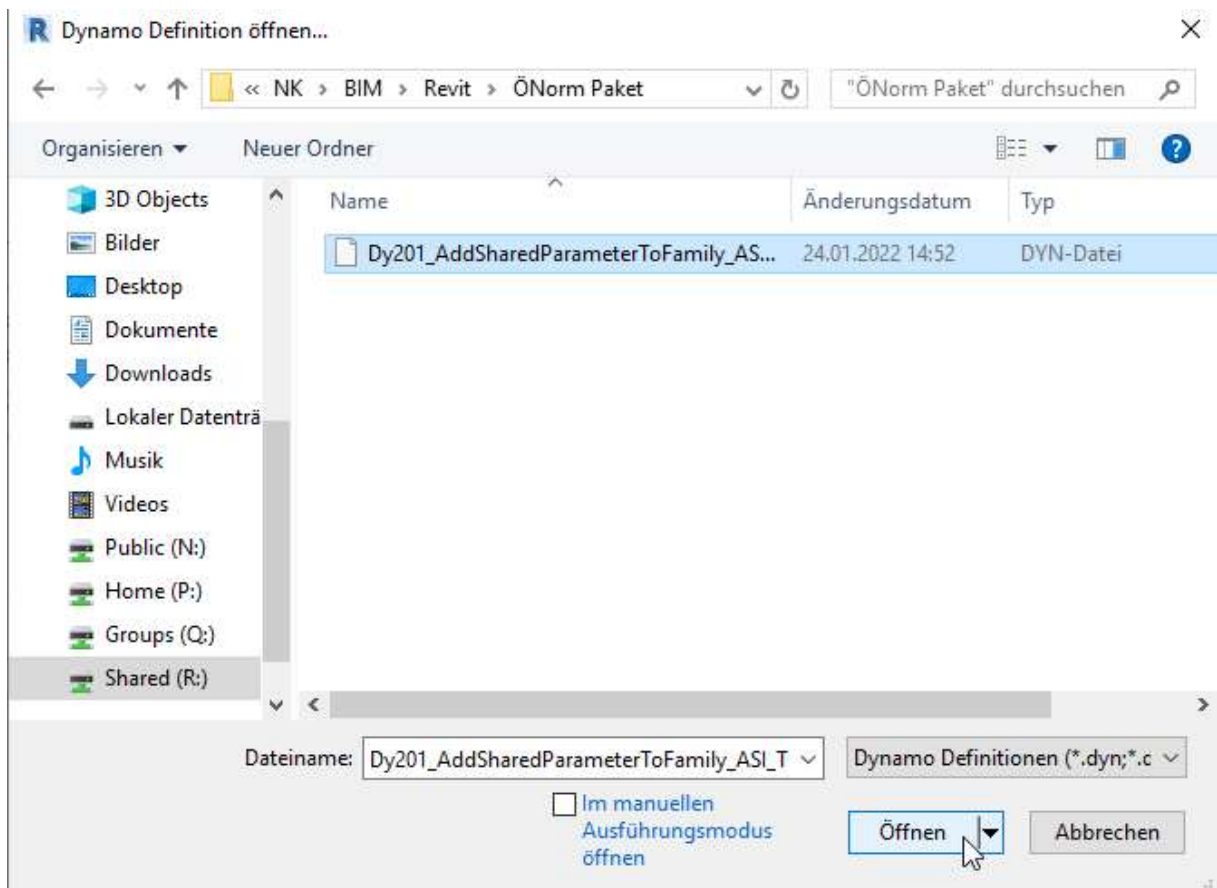 Dynamo Definition öffnen...
« NK › BIM › Revit › ÖNorm Paket
"ÖNorm Paket" durchsuchen
Organisieren
Neuer Ordner
3D Objects
Bilder
Desktop
Dokumente
Downloads
Lokaler Datenträ
Musik
Videos
Public (N:)
Home (P:)
Groups (Q:)
Shared (R:)
Name Änderungsdatum Typ
Dy201_AddSharedParameterToFamily_AS... 24.01.2022 14:52 DYN-Datei
Dateiname: Dy201_AddSharedParameterToFamily_ASI_T
Dynamo Definitionen (*.dyn;*.c
Im manuellen
Ausführungsmodus
öffnen
Öffnen
Abbrechen